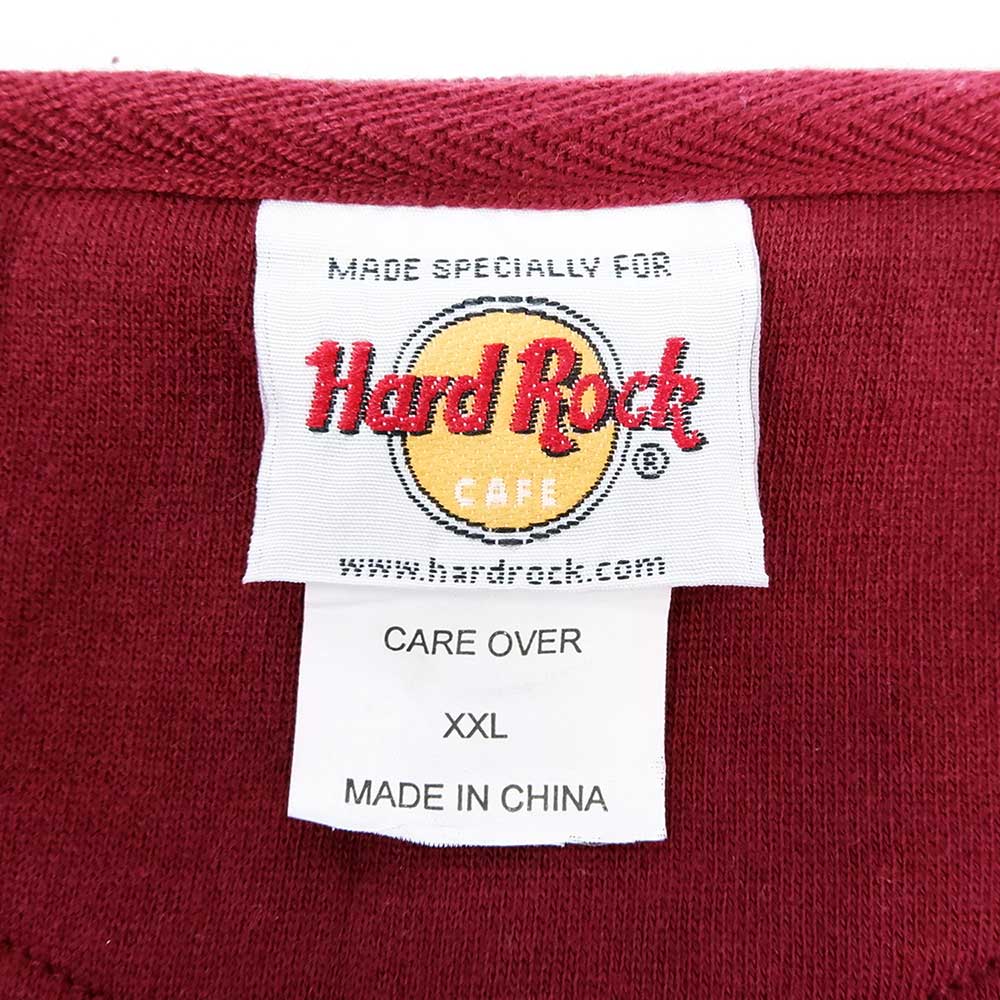 MADE SPECIALLY FOR
Hard Rock
®
CAFE
www.hardrock.com
CARE OVER
XXL
MADE IN CHINA